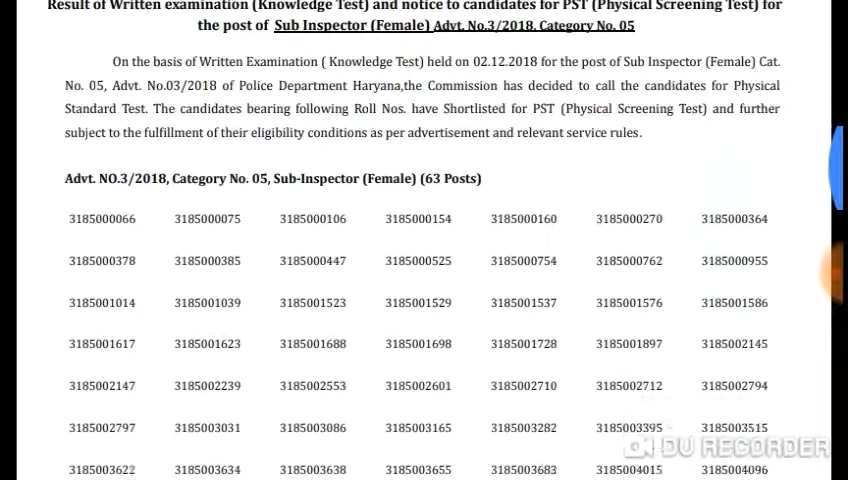 Result of Written examination (Knowledge Test) and notice to candidates for PST (Physical Screening Test) for
the post of Sub Inspector (Female) Advt. No.3/2018, Category No. 05
On the basis of Written Examination ( Knowledge Test) held on 02.12.2018 for the post of Sub Inspector (Female) Cat.
No. 05, Advt. No.03/2018 of Police Department Haryana,the Commission has decided to call the candidates for Physical
Standard Test. The candidates bearing following Roll Nos. have Shortlisted for PST (Physical Screening Test) and further
subject to the fulfillment of their eligibility conditions as per advertisement and relevant service rules.
Advt. NO.3/2018, Category No. 05, Sub-Inspector (Female) (63 Posts)
3185000066 3185000075 3185000106 3185000154 3185000160 3185000270 3185000364
3185000378 3185000385 3185000447 3185000525 3185000754 3185000762 3185000955
3185001014 3185001039 3185001523 3185001529 3185001537 3185001576 3185001586
3185001617 3185001623 3185001688 3185001698 3185001728 3185001897 3185002145
3185002147 3185002239 3185002553 3185002601 3185002710 3185002712 3185002794
3185002797 3185003031 3185003086 3185003165 3185003282 3185003395 3185003515
DU RECORDER
3185003622 3185003634 3185003638 3185003655 3185003683 3185004015 3185004096